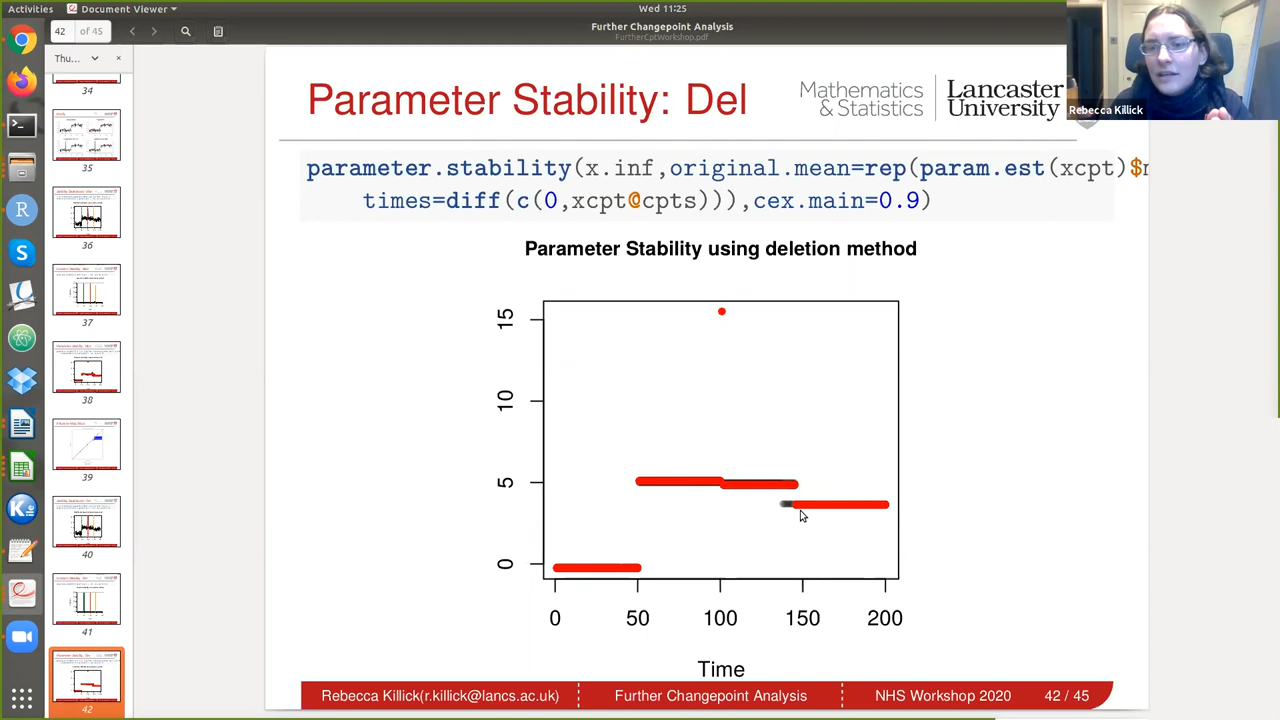 Activities
Document Viewer
Wed 11:25
42
of 45
Further Changepoint Analysis
FurtherCptWorkshop.pdf
Thu…
34
35
36
37
38
39
40
41
42
Parameter Stability: Del
Mathematics
& Statistics
Lancaster
University
Rebecca Killick
parameter.stability(x.inf,original.mean=rep(param.est(xcpt)$
times=diff(c(0,xcpt@cpts))),cex.main=0.9)
Parameter Stability using deletion method
15
10
5
0
0
50
100
150
200
Time
Rebecca Killick(r.killick@lancs.ac.uk)
Further Changepoint Analysis
NHS Workshop 2020
42 / 45